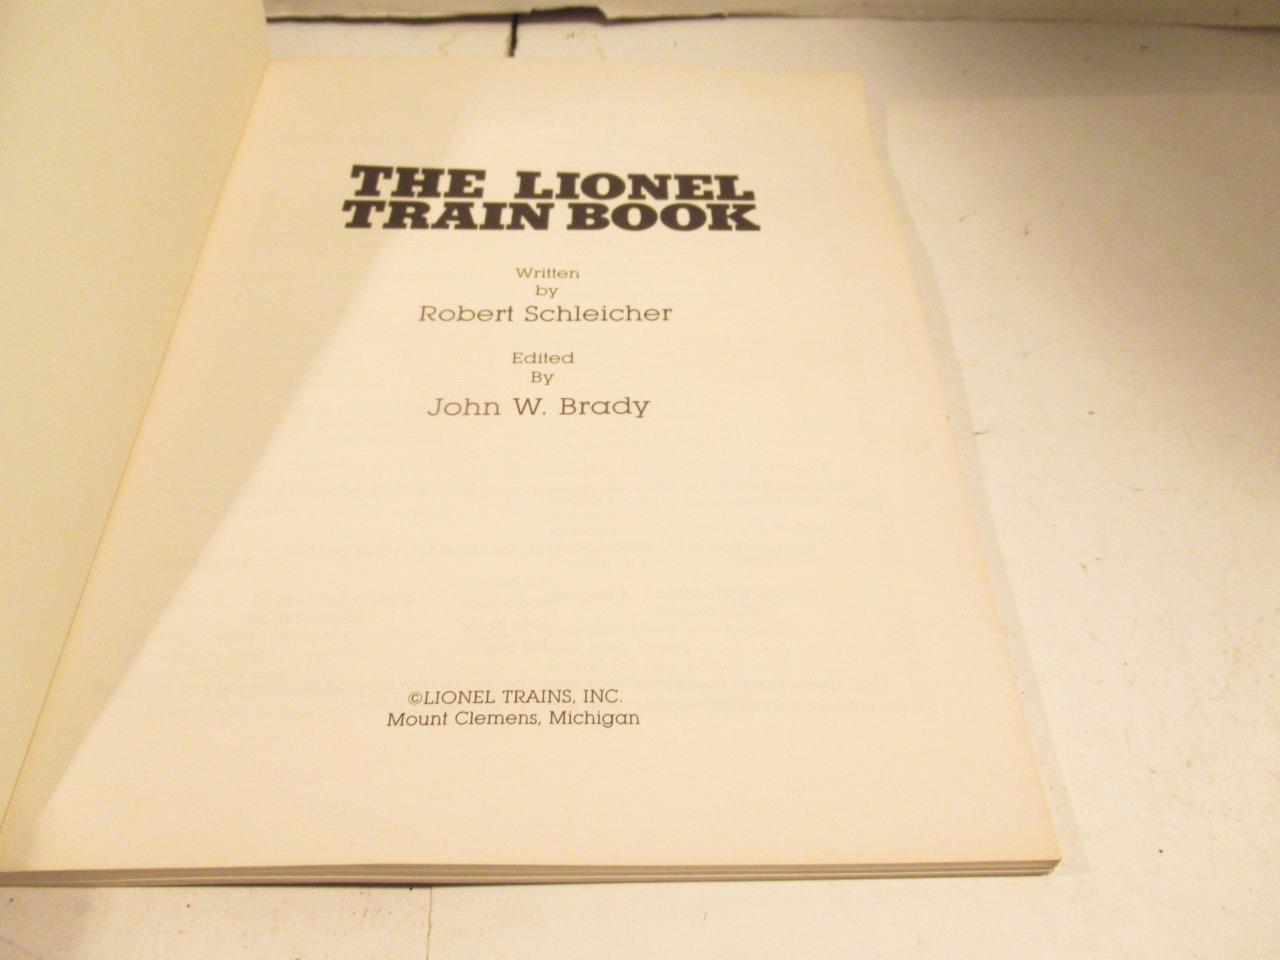 THE LIONEL
TRAIN BOOK
Written
by
Robert Schleicher
Edited
By
John W. Brady
©LIONEL TRAINS, INC.
Mount Clemens, Michigan